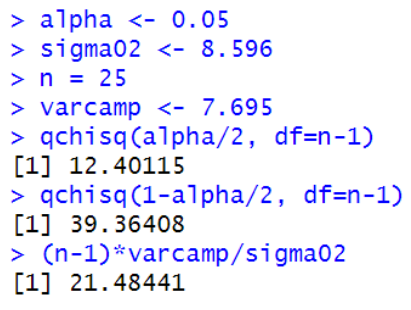 > alpha <- 0.05
> sigma02 <- 8.596
> n = 25
> varcamp <- 7.695
> qchisq(alpha/2, df=n-1)
[1] 12.40115
> qchisq(1-alpha/2, df=n-1)
[1] 39.36408
> (n-1)*varcamp/sigma02
[1] 21.48441